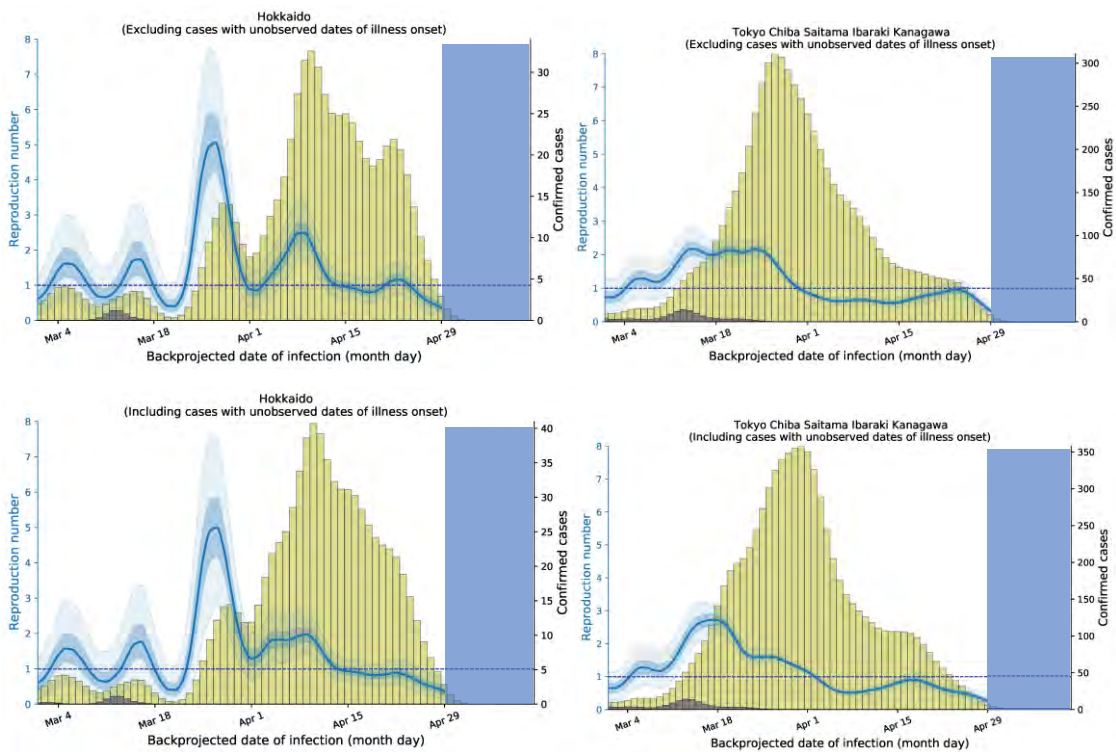 Hokkaido
(Excluding cases with unobserved dates of illness onset)
8
7
6
5
4
3
2
1
0
Reproduction number
30
25
20
15
10
5
0
Confirmed cases
Mar 4
Mar 18
Apr 1
Apr 15
Apr 29
Backprojected date of infection (month day)
Tokyo Chiba Saitama Ibaraki Kanagawa
(Excluding cases with unobserved dates of illness onset)
8
7
6
5
4
3
2
1
0
Reproduction number
300
250
200
150
100
50
0
Confirmed cases
Mar 4
Mar 18
Apr 1
Apr 15
Apr 29
Backprojected date of infection (month day)
Hokkaido
(Including cases with unobserved dates of illness onset)
8
7
6
5
4
3
2
1
0
Reproduction number
40
35
30
25
20
15
10
5
0
Confirmed cases
Mar 4
Mar 18
Apr 1
Apr 15
Apr 29
Backprojected date of infection (month day)
Tokyo Chiba Saitama Ibaraki Kanagawa
(Including cases with unobserved dates of illness onset)
8
7
6
5
4
3
2
1
0
Reproduction number
350
300
250
200
150
100
50
0
Confirmed cases
Mar 4
Mar 18
Apr 1
Apr 15
Apr 29
Backprojected date of infection (month day)